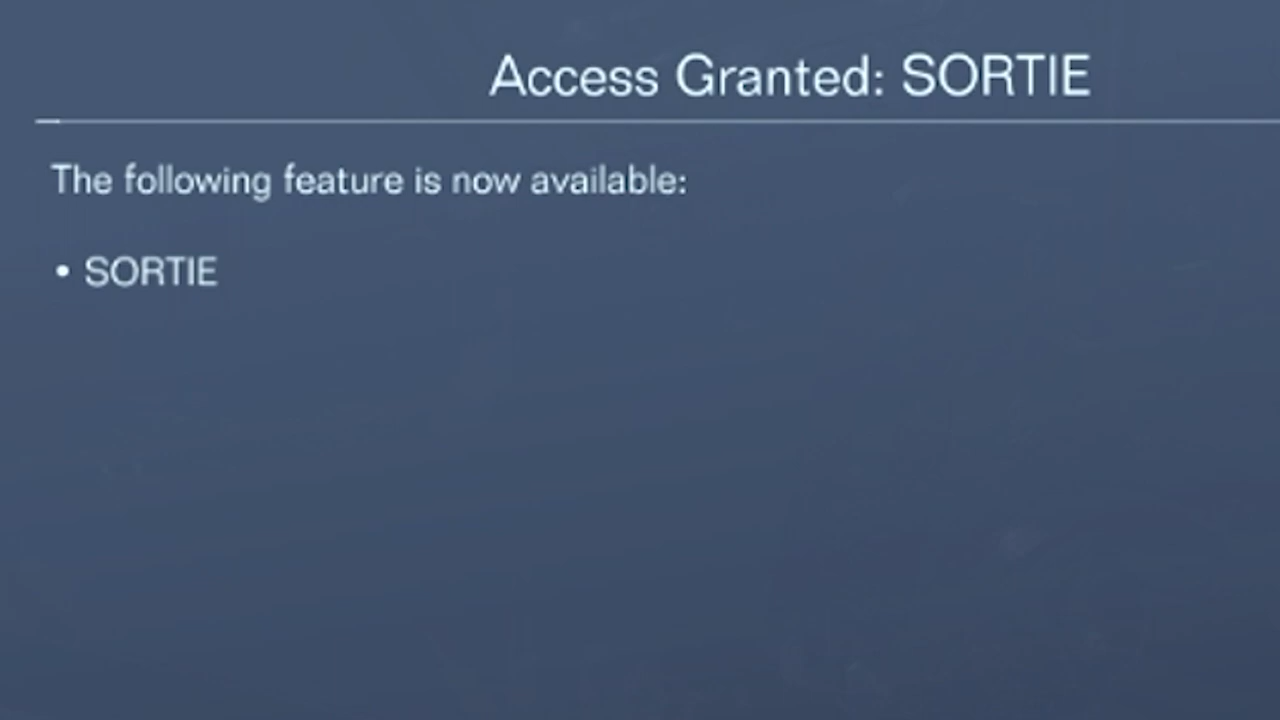 Access Granted: SORTIE
The following feature is now available:
• SORTIE